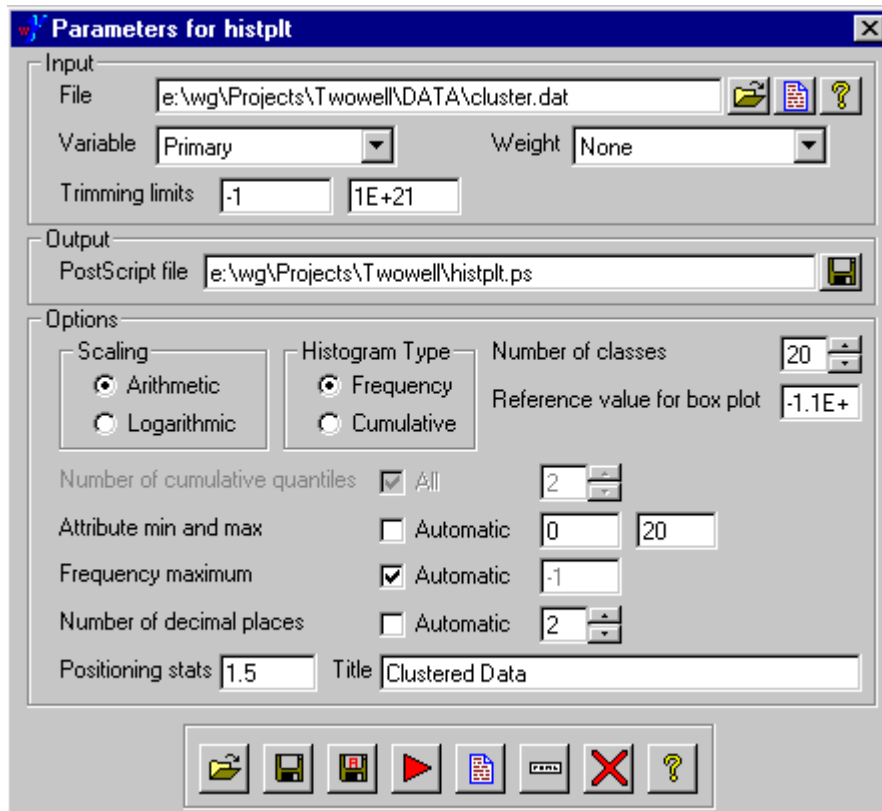 Parameters for histplt
Input
File e:\wg\Projects\Twowell\DATA\cluster.dat
Variable Primary Weight None
Trimming limits -1 1E+21
Output
PostScript file e:\wg\Projects\Twowell\histplt.ps
Options
Scaling Histogram Type Number of classes 20
Arithmetic Frequency Reference value for box plot -1.1E+
Logarithmic Cumulative
Number of cumulative quantiles All 2
Attribute min and max Automatic 0 20
Frequency maximum Automatic -1
Number of decimal places Automatic 2
Positioning stats 1.5 Title Clustered Data